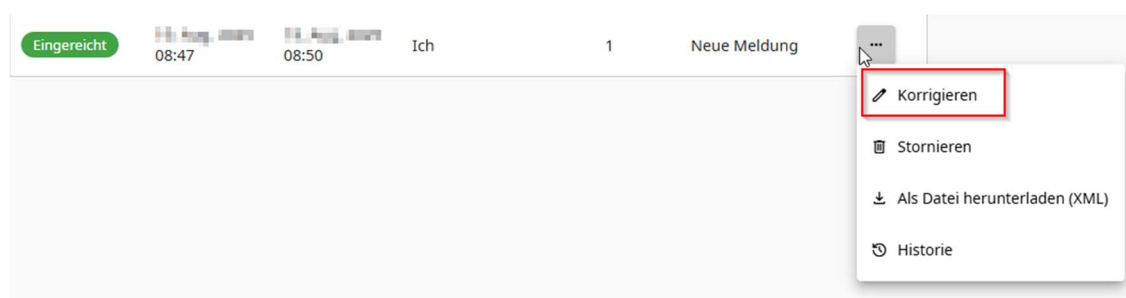 Eingereicht
08:47
08:50
Ich
1
Neue Meldung
Korrigieren
Stornieren
Als Datei herunterladen (XML)
Historie